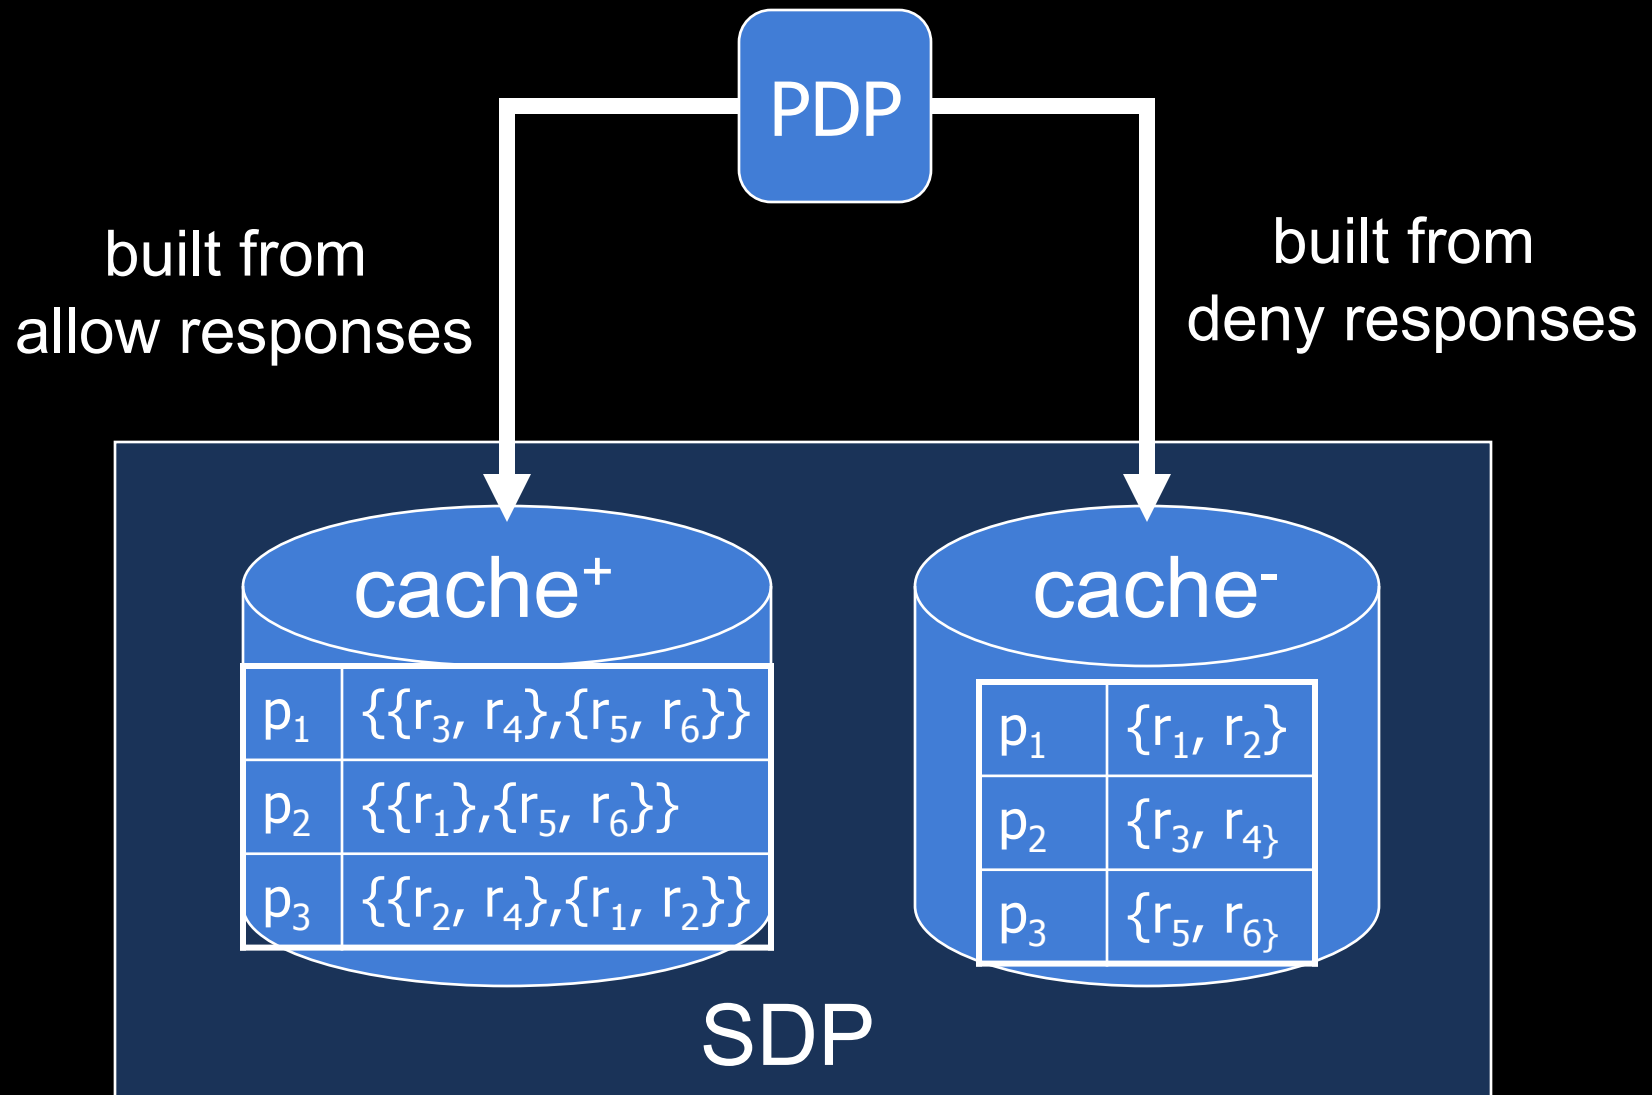 PDP
built from
allow responses
built from
deny responses
cache⁺
cache⁻
p₁ {{r₃, r₄},{r₅, r₆}}
p₂ {{r₁},{r₅, r₆}}
p₃ {{r₂, r₄},{r₁, r₂}}
p₁ {r₁, r₂}
p₂ {r₃, r₄}
p₃ {r₅, r₆}
SDP